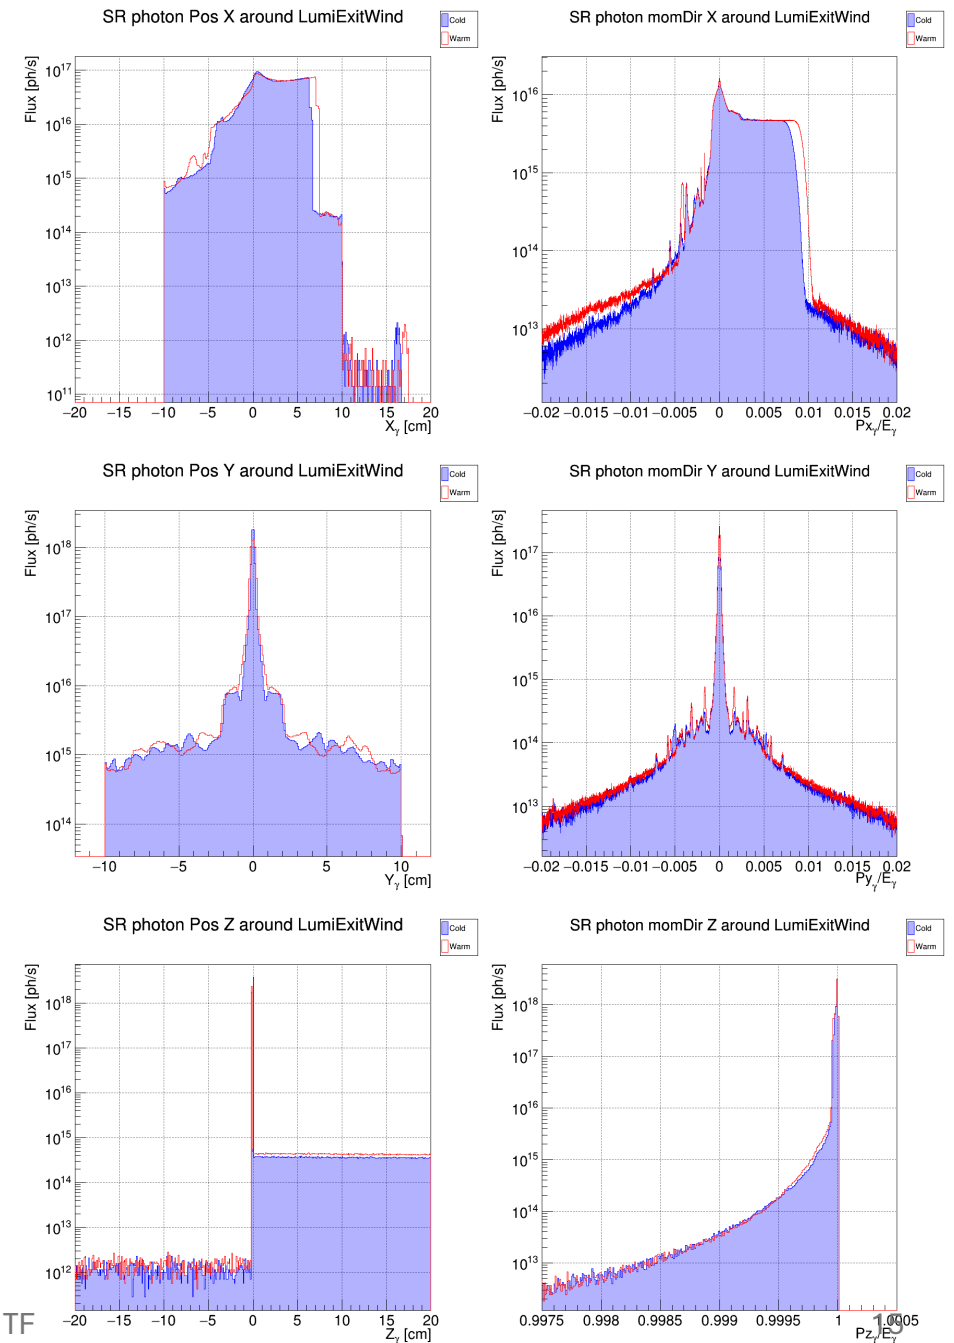 SR photon Pos X around LumiExitWind
Cold
Warm
Flux [ph/s]
10^17
10^16
10^15
10^14
10^13
10^12
10^11
−20 −15 −10 −5 0 5 10 15 20
Xγ [cm]
SR photon momDir X around LumiExitWind
Cold
Warm
Flux [ph/s]
10^16
10^15
10^14
10^13
−0.02 −0.015 −0.01 −0.005 0 0.005 0.01 0.015 0.02
Pxγ/Eγ
SR photon Pos Y around LumiExitWind
Cold
Warm
Flux [ph/s]
10^18
10^17
10^16
10^15
10^14
−10 −5 0 5 10
Yγ [cm]
SR photon momDir Y around LumiExitWind
Cold
Warm
Flux [ph/s]
10^17
10^16
10^15
10^14
10^13
−0.02 −0.015 −0.01 −0.005 0 0.005 0.01 0.015 0.02
Pyγ/Eγ
SR photon Pos Z around LumiExitWind
Cold
Warm
Flux [ph/s]
10^18
10^17
10^16
10^15
10^14
10^13
10^12
−20 −15 −10 −5 0 5 10 15 20
Zγ [cm]
SR photon momDir Z around LumiExitWind
Cold
Warm
Flux [ph/s]
10^18
10^17
10^16
10^15
10^14
10^13
0.9975 0.998 0.9985 0.999 0.9995 1 1.0005
Pzγ/Eγ
TF
15